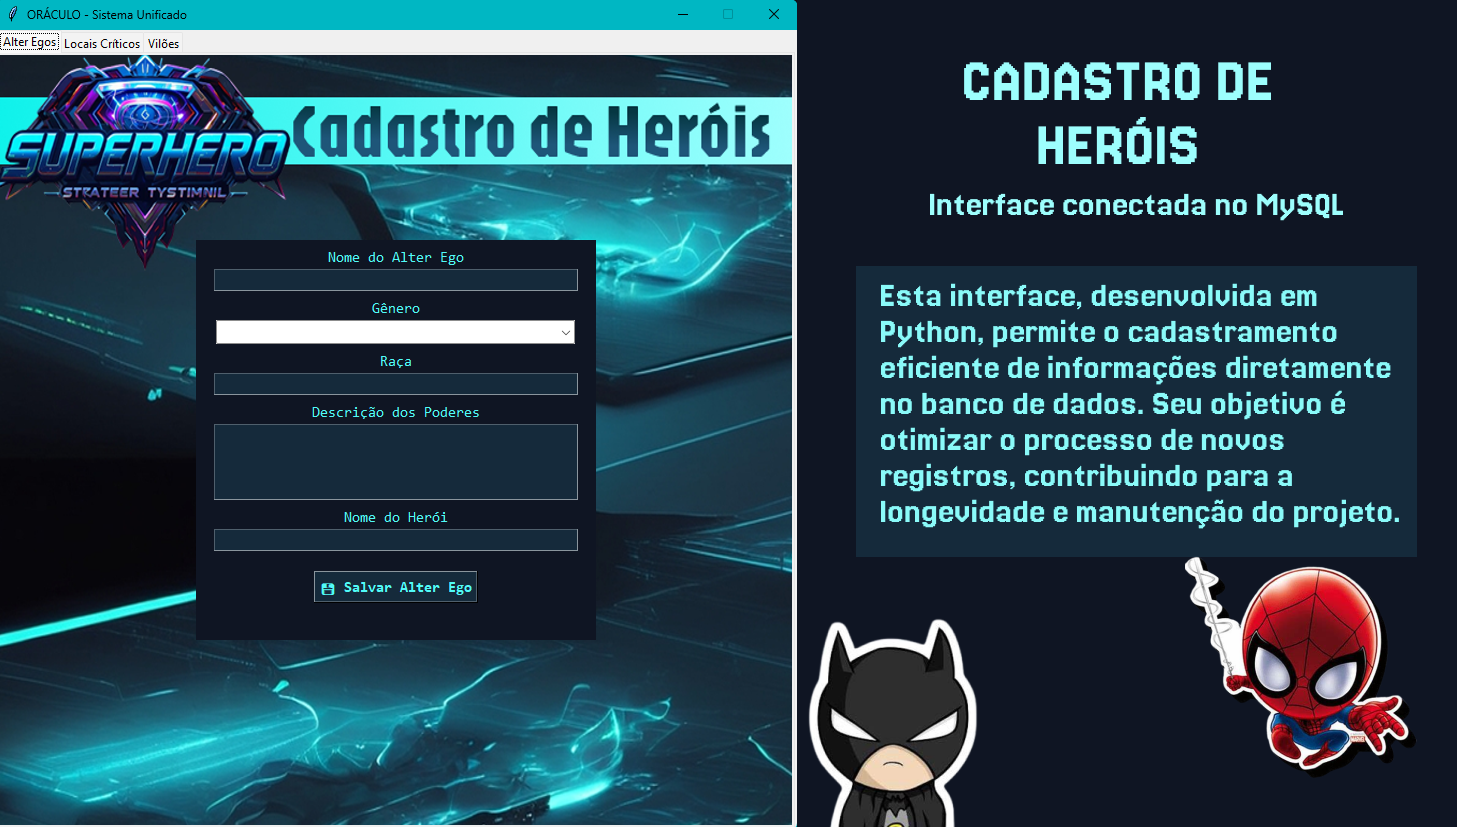 ORÁCULO - Sistema Unificado
Alter Egos
Locais Críticos
Vilões
SUPERHERO
STRATEER TYSTIMNIL
Cadastro de Heróis
Nome do Alter Ego
Gênero
Raça
Descrição dos Poderes
Nome do Herói
Salvar Alter Ego
CADASTRO DE
HERÓIS
Interface conectada no MySQL
Esta interface, desenvolvida em
Python, permite o cadastramento
eficiente de informações diretamente
no banco de dados. Seu objetivo é
otimizar o processo de novos
registros, contribuindo para a
longevidade e manutenção do projeto.